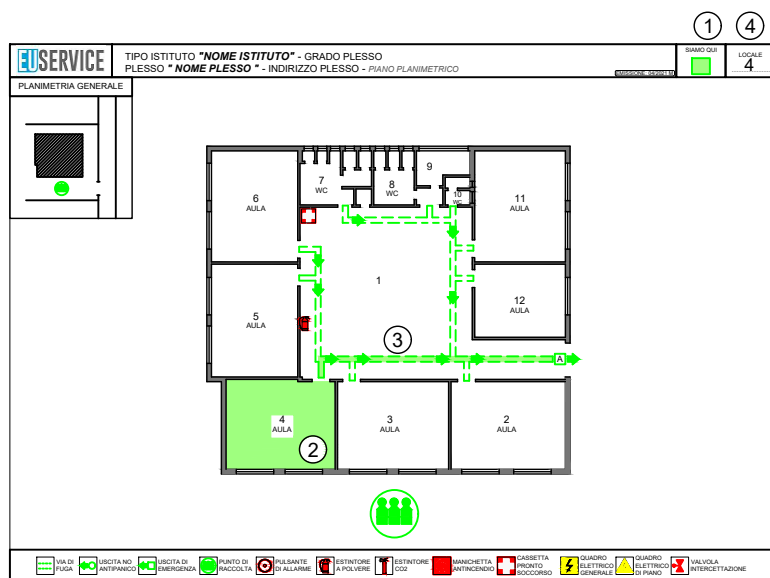 1 4
EUSERVICE
TIPO ISTITUTO "NOME ISTITUTO" - GRADO PLESSO
PLESSO " NOME PLESSO " - INDIRIZZO PLESSO - PIANO PLANIMETRICO
EMISSIONE 04/2021 M
SIAMO QUI
LOCALE
4
PLANIMETRIA GENERALE
6
AULA
7
WC
8
WC
9
10
WC
11
AULA
5
AULA
1
12
AULA
3
A
4
AULA
2
3
AULA
2
AULA
VIA DI
FUGA
USCITA NO
ANTIPANICO
USCITA DI
EMERGENZA
PUNTO DI
RACCOLTA
PULSANTE
DI ALLARME
ESTINTORE
A POLVERE
ESTINTORE
CO2
MANICHETTA
ANTINCENDIO
CASSETTA
PRONTO
SOCCORSO
QUADRO
ELETTRICO
GENERALE
QUADRO
ELETTRICO
DI PIANO
VALVOLA
INTERCETTAZIONE